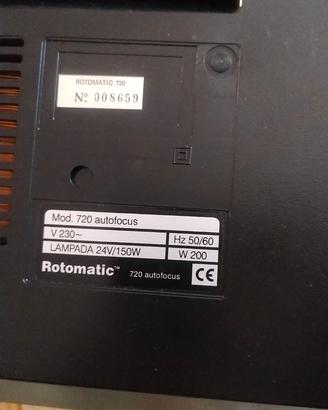 ROTOMATIC 720
Nº 008659
Mod. 720 autofocus
V 230~
Hz 50/60
LAMPADA 24V/150W
W 200
Rotomatic™ 720 autofocus CE